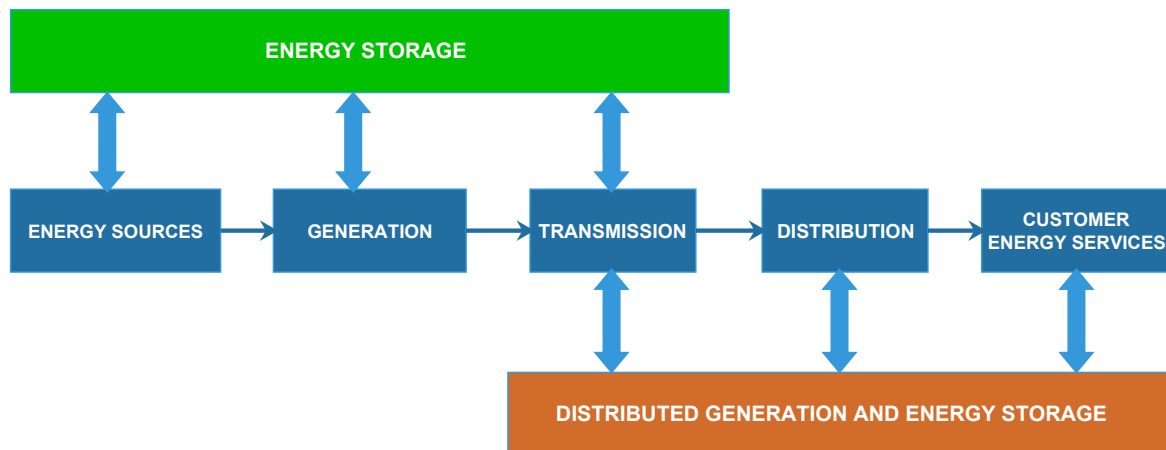 ENERGY STORAGE
ENERGY SOURCES
GENERATION
TRANSMISSION
DISTRIBUTION
CUSTOMER
ENERGY SERVICES
DISTRIBUTED GENERATION AND ENERGY STORAGE